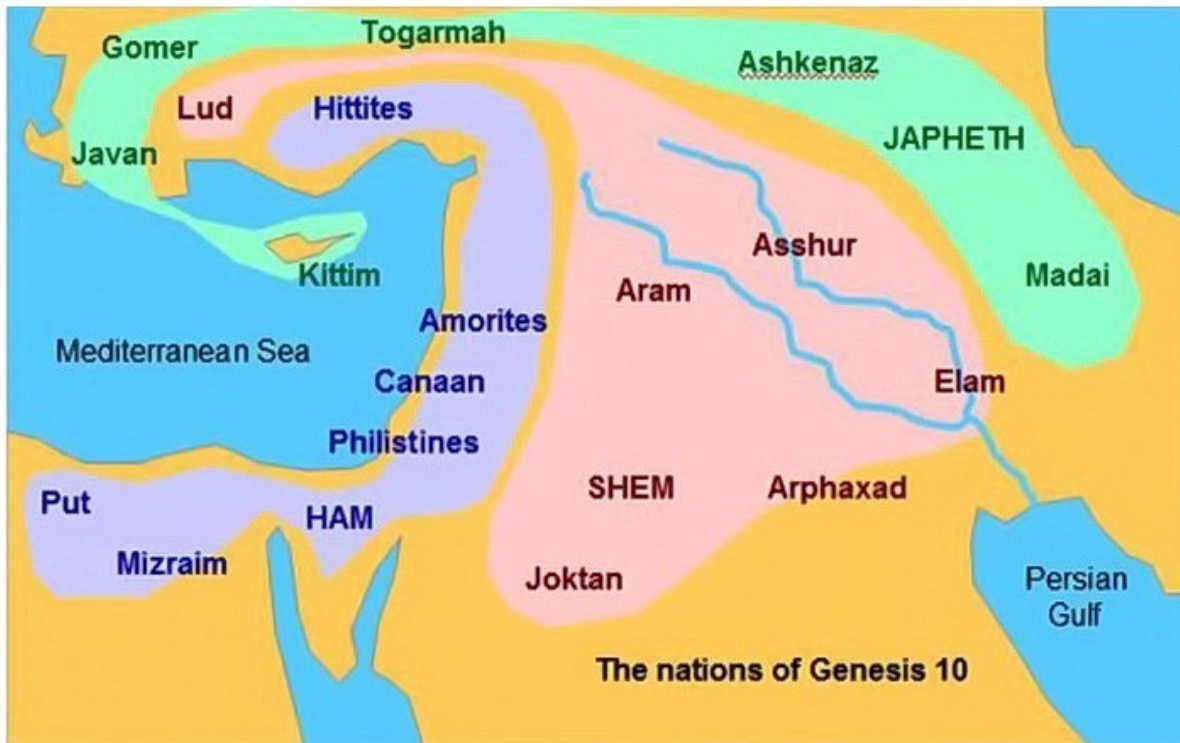 Togarmah
Gomer
Ashkenaz
Lud
Hittites
JAPHETH
Javan
Asshur
Kittim
Aram
Madai
Amorites
Mediterranean Sea
Canaan
Elam
Philistines
SHEM
Arphaxad
Put
HAM
Mizraim
Joktan
Persian
Gulf
The nations of Genesis 10